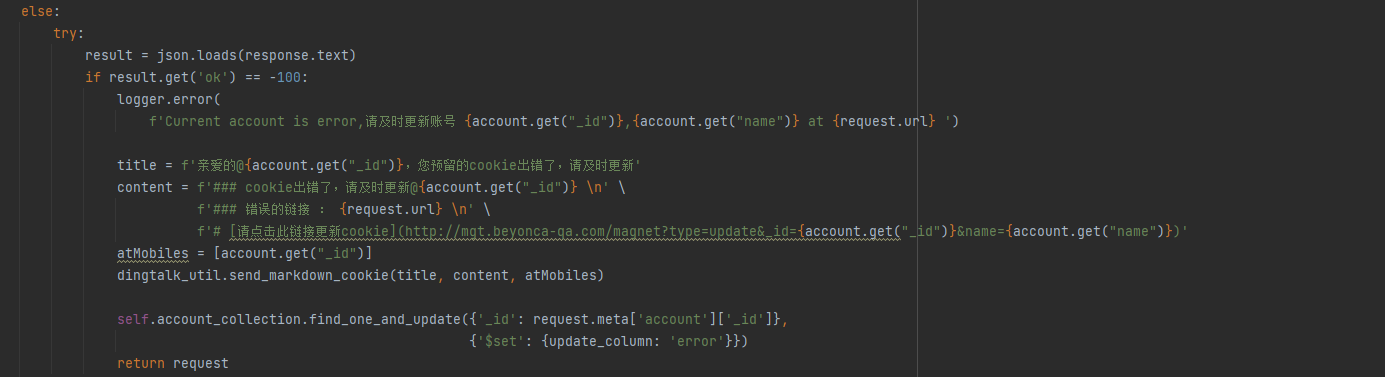 else:
try:
result = json.loads(response.text)
if result.get('ok') == -100:
logger.error(
f'Current account is error,请及时更新账号 {account.get("_id")},{account.get("name")} at {request.url} ')
title = f'亲爱的@{account.get("_id")}，您预留的cookie出错了，请及时更新'
content = f'### cookie出错了，请及时更新@{account.get("_id")} \n' \
f'### 错误的链接 ： {request.url} \n' \
f'# [请点击此链接更新cookie](http://mgt.beyonca-qa.com/magnet?type=update&_id={account.get("_id")}&name={account.get("name")})'
atMobiles = [account.get("_id")]
dingtalk_util.send_markdown_cookie(title, content, atMobiles)
self.account_collection.find_one_and_update({'_id': request.meta['account']['_id']},
{'$set': {update_column: 'error'}})
return request